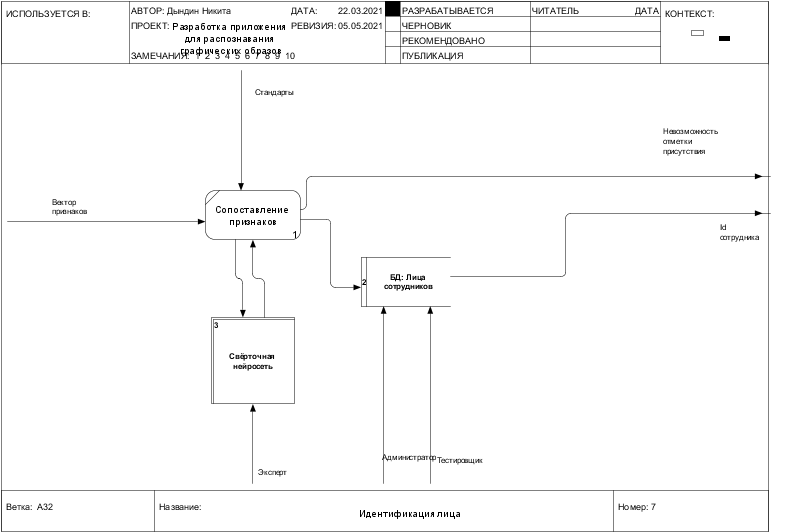 ИСПОЛЬЗУЕТСЯ В:
АВТОР: Дындин Никита
ДАТА: 22.03.2021
ПРОЕКТ: Разработка приложения для распознавания графических образов
РЕВИЗИЯ: 05.05.2021
ЗАМЕЧАНИЯ: 1 2 3 4 5 6 7 8 9 10
РАЗРАБАТЫВАЕТСЯ
ЧЕРНОВИК
РЕКОМЕНДОВАНО
ПУБЛИКАЦИЯ
ЧИТАТЕЛЬ ДАТА
КОНТЕКСТ:
Стандарты
Невозможность
отметки
присутствия
Вектор
признаков
Сопоставление
признаков
1
Id
сотрудника
2
БД: Лица
сотрудников
3
Свёрточная
нейросеть
Администратор
Тестировщик
Эксперт
Ветка: A32
Название:
Идентификация лица
Номер: 7